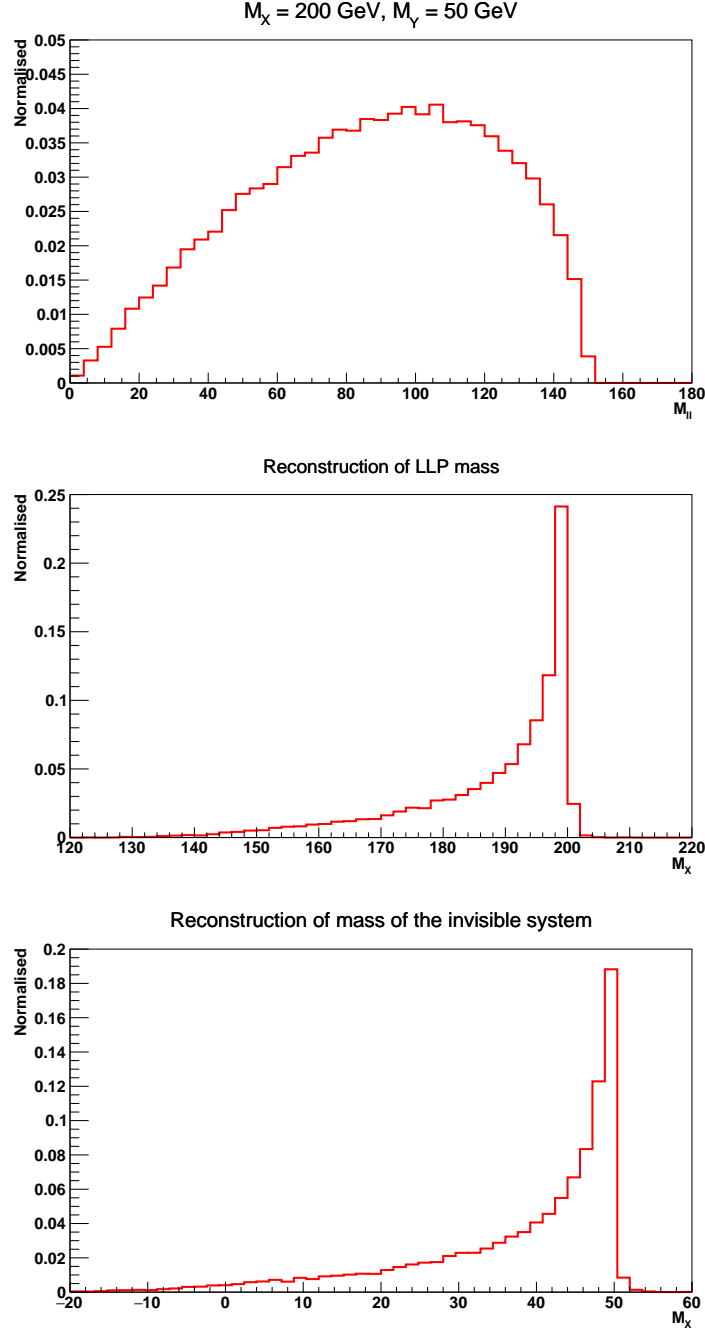 M_X = 200 GeV, M_Y = 50 GeV
Normalised
0.05
0.045
0.04
0.035
0.03
0.025
0.02
0.015
0.01
0.005
0
0 20 40 60 80 100 120 140 160 180
M_ll
Reconstruction of LLP mass
Normalised
0.25
0.2
0.15
0.1
0.05
0
120 130 140 150 160 170 180 190 200 210 220
M_X
Reconstruction of mass of the invisible system
Normalised
0.2
0.18
0.16
0.14
0.12
0.1
0.08
0.06
0.04
0.02
0
−20 −10 0 10 20 30 40 50 60
M_X